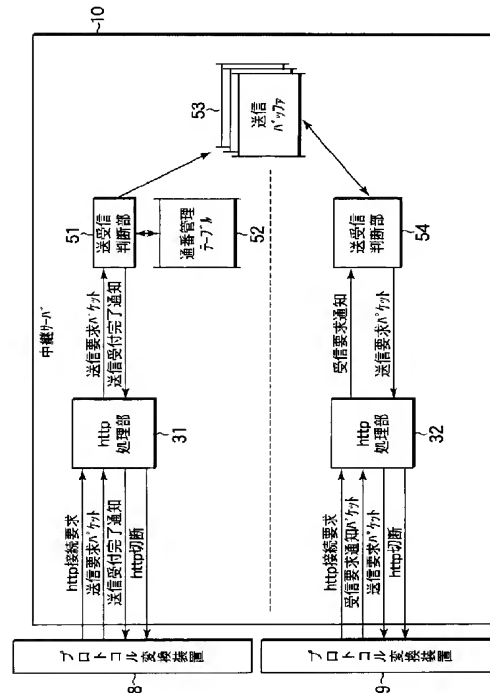 10
中継サーバ
53
送信
バッファ
51
送受信
判断部
通番管理
テーブル
52
送信要求パケット
送信受付完了通知
http
処理部
31
http接続要求
送信要求パケット
送信受付完了通知
http切断
プロトコル変換装置
8
送受信
判断部
54
受信要求通知
送信要求パケット
http
処理部
32
http接続要求
受信要求通知パケット
送信要求パケット
http切断
プロトコル変換装置
9